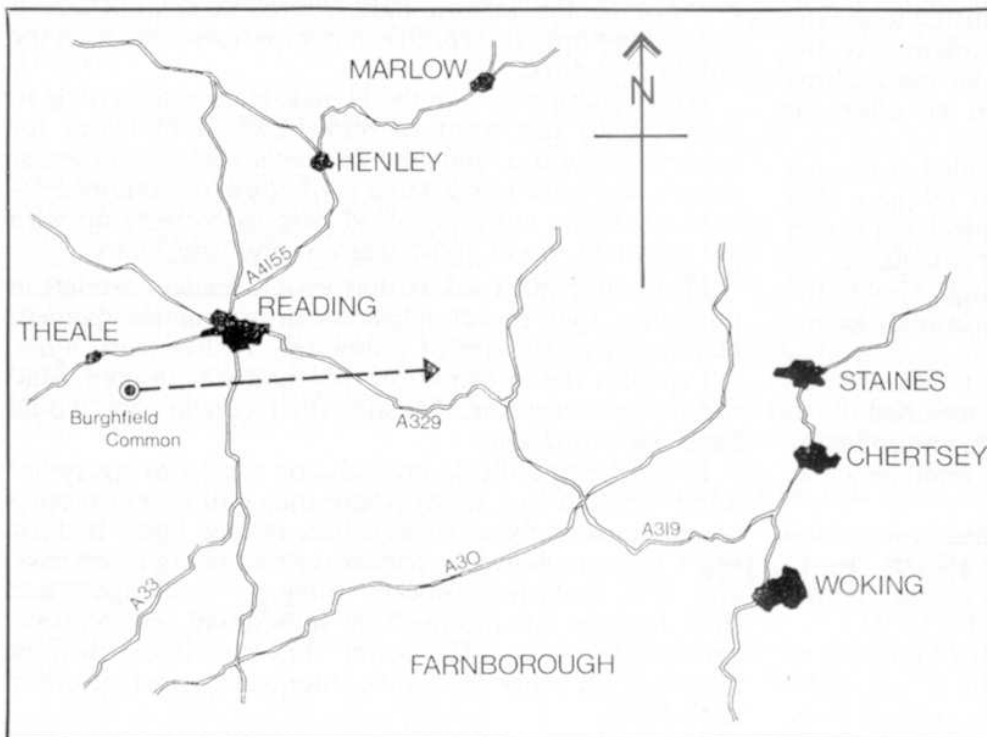 MARLOW
N
HENLEY
A4155
READING
THEALE
STAINES
Burghfield
Common
A329
CHERTSEY
A319
A30
A33
WOKING
FARNBOROUGH